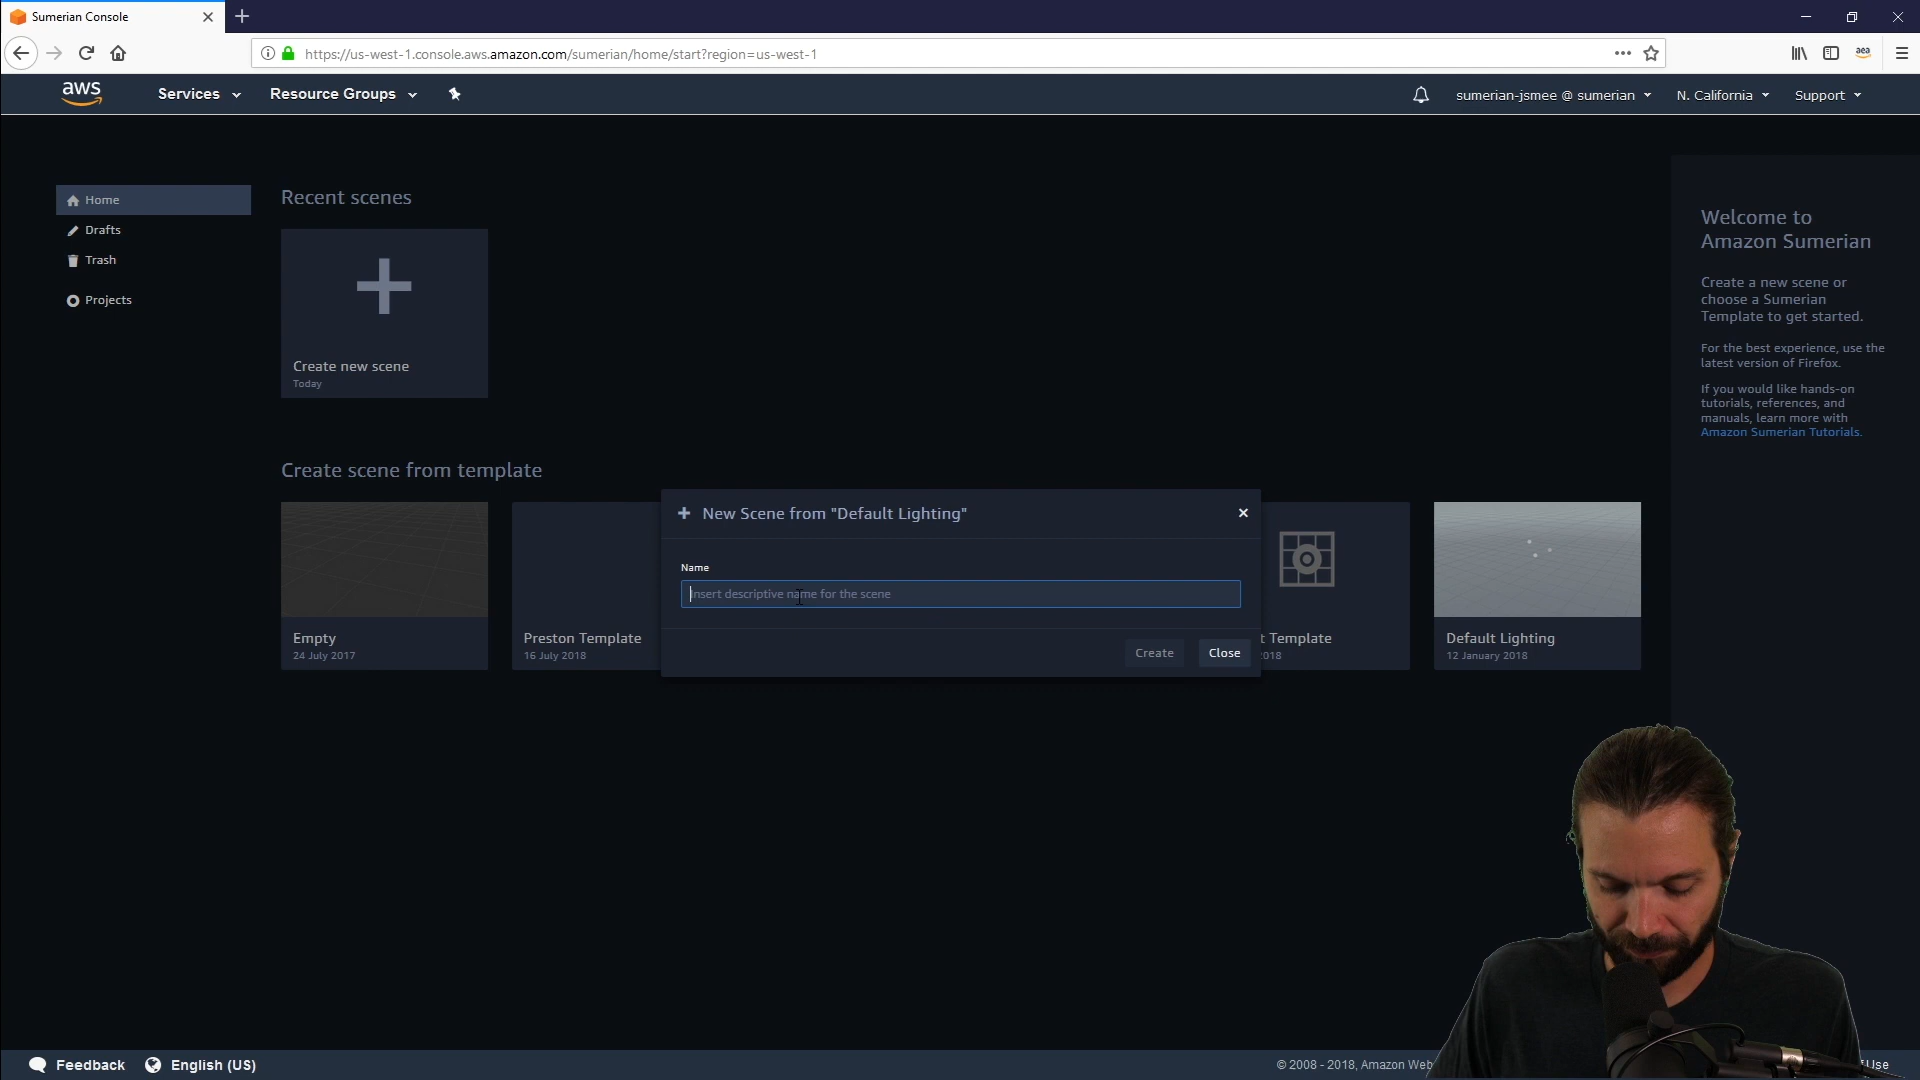 Sumerian Console
https://us-west-1.console.aws.amazon.com/sumerian/home/start?region=us-west-1
aea
aws
Services
Resource Groups
sumerian-jsmee @ sumerian
N. California
Support
Home
Drafts
Trash
Projects
Recent scenes
Create new scene
Today
Welcome to
Amazon Sumerian
Create a new scene or
choose a Sumerian
Template to get started.
For the best experience, use the
latest version of Firefox.
If you would like hands-on
tutorials, references, and
manuals, learn more with
Amazon Sumerian Tutorials.
Create scene from template
Empty
24 July 2017
Preston Template
16 July 2018
New Scene from "Default Lighting"
Name
Insert descriptive name for the scene
Create
Close
t Template
2018
Default Lighting
12 January 2018
Feedback
English (US)
© 2008 - 2018, Amazon Web
Use